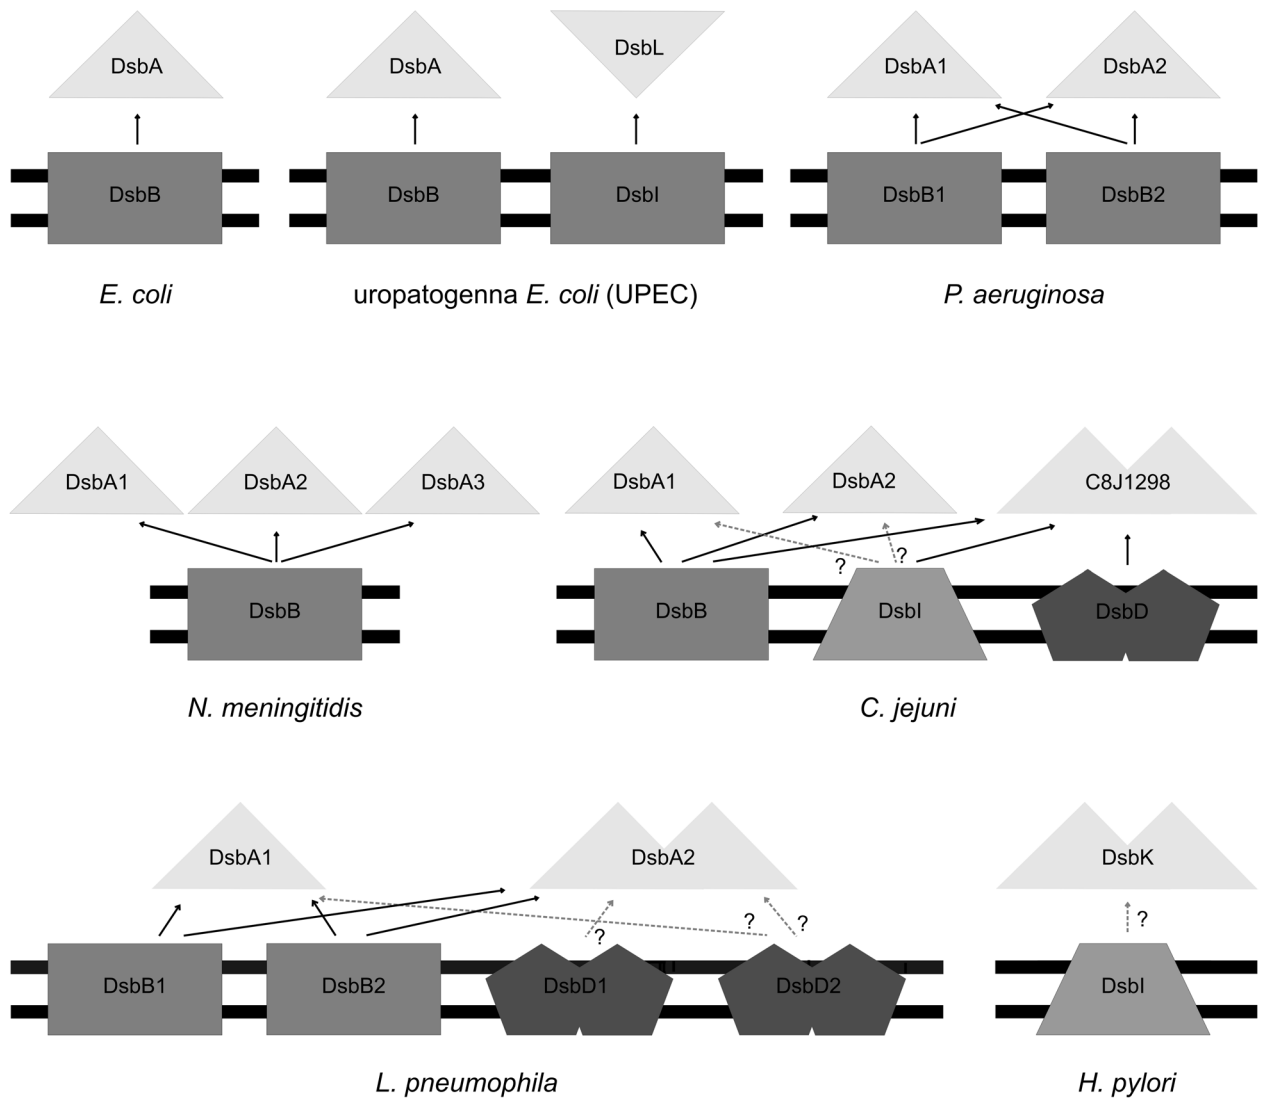 DsbA
DsbA
DsbL
DsbA1
DsbA2
DsbB
DsbB
DsbI
DsbB1
DsbB2
E. coli
uropatogenna E. coli (UPEC)
P. aeruginosa
DsbA1
DsbA2
DsbA3
DsbA1
DsbA2
C8J1298
?
?
DsbB
DsbB
DsbI
DsbD
N. meningitidis
C. jejuni
DsbA1
DsbA2
DsbK
?
?
?
?
DsbB1
DsbB2
DsbD1
DsbD2
DsbI
L. pneumophila
H. pylori